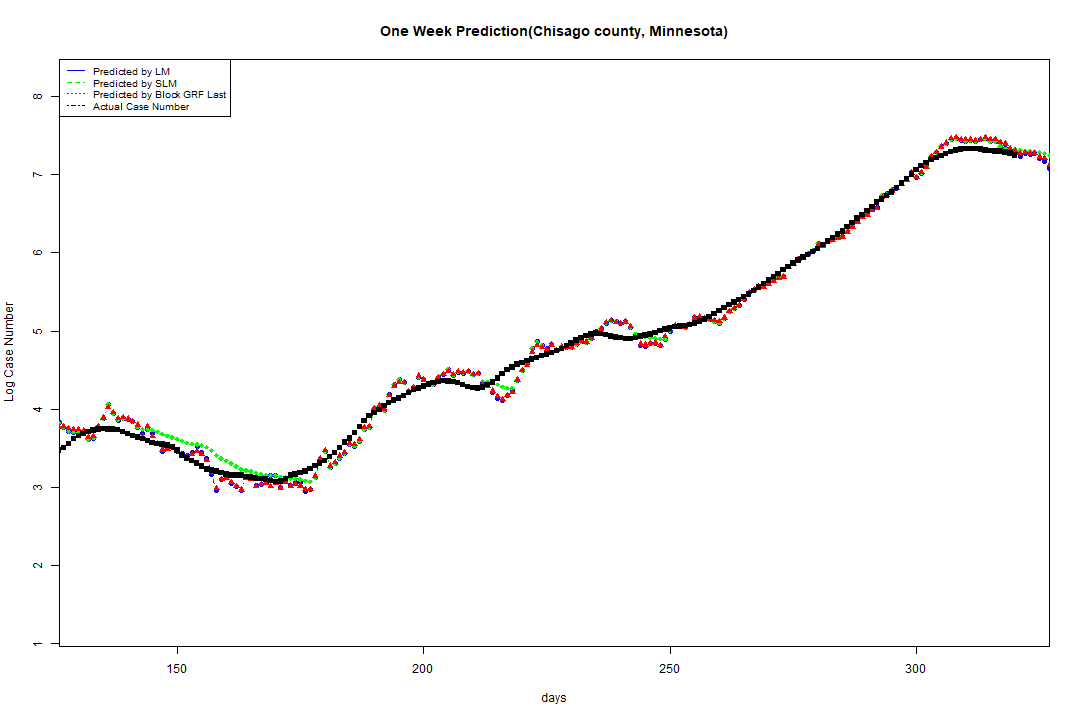 One Week Prediction(Chisago county, Minnesota)
Predicted by LM
Predicted by SLM
Predicted by Block GRF Last
Actual Case Number
Log Case Number
8
7
6
5
4
3
2
1
150
200
250
300
days